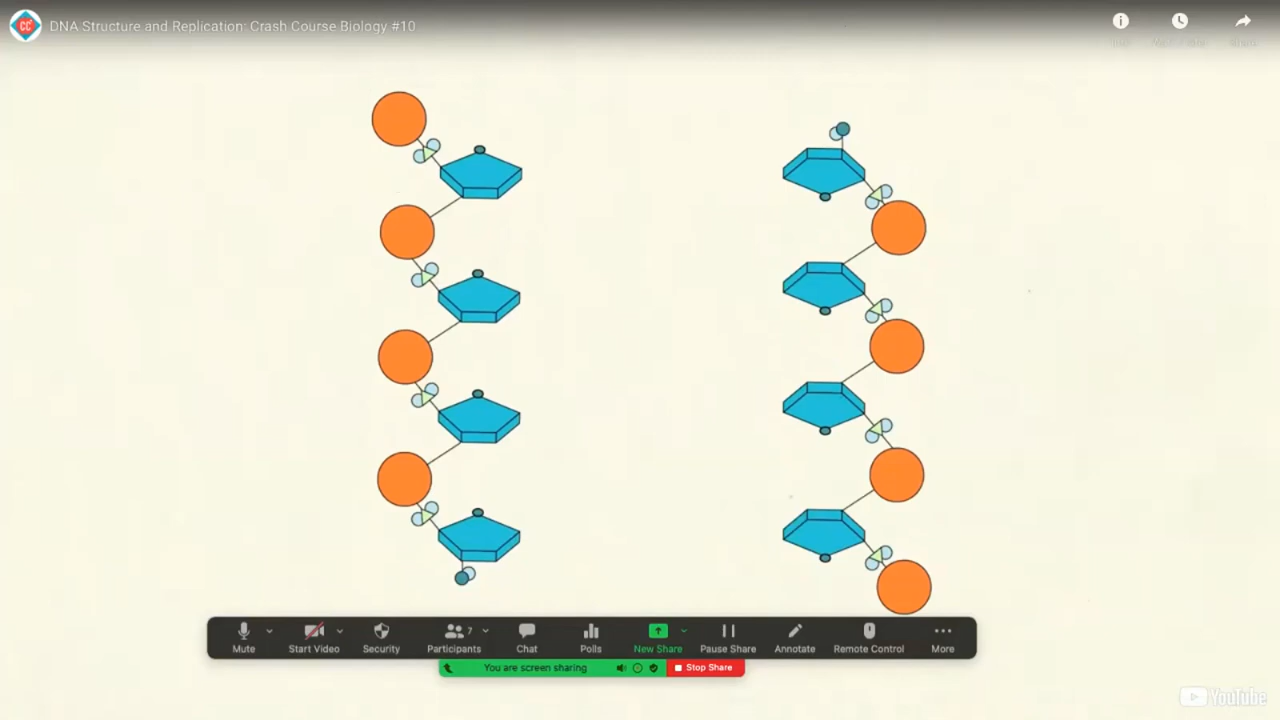 CC
DNA Structure and Replication: Crash Course Biology #10
Mute
Start Video
Security
Participants
7
Chat
Polls
New Share
Pause Share
Annotate
Remote Control
More
You are screen sharing
Stop Share
YouTube